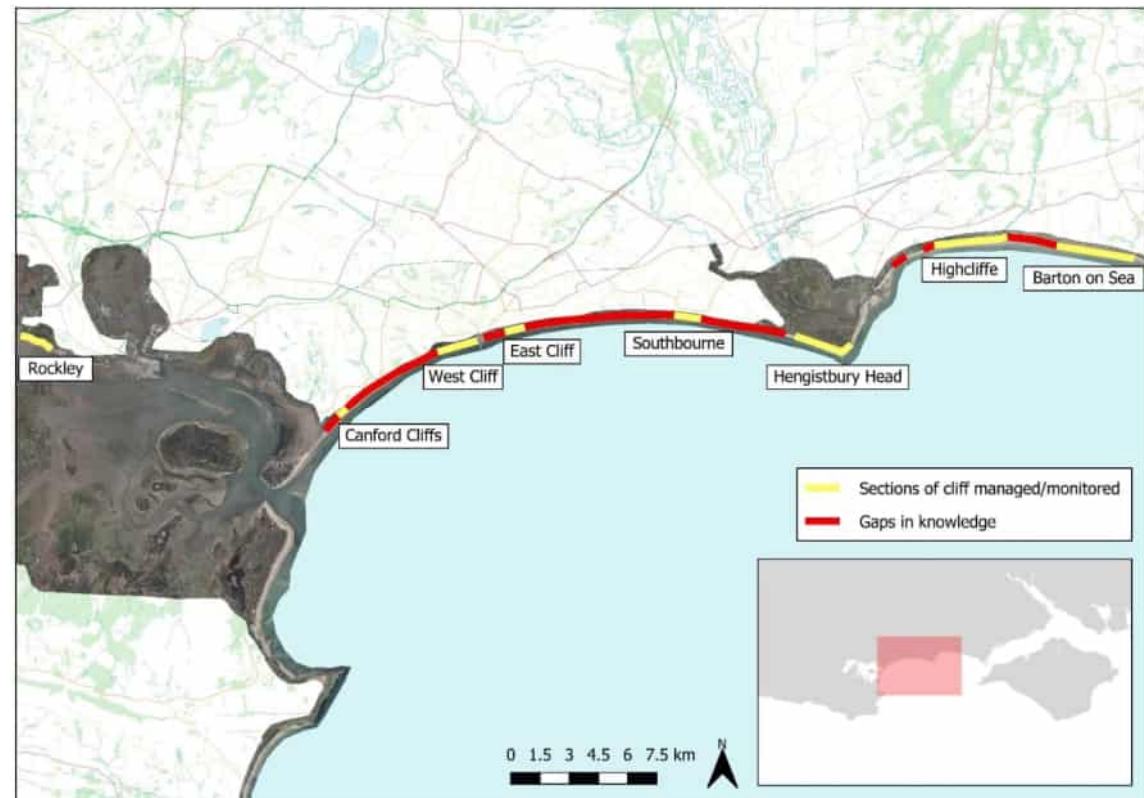 Highcliffe
Barton on Sea
Rockley
West Cliff
East Cliff
Southbourne
Hengistbury Head
Canford Cliffs
Sections of cliff managed/monitored
Gaps in knowledge
0 1.5 3 4.5 6 7.5 km
N